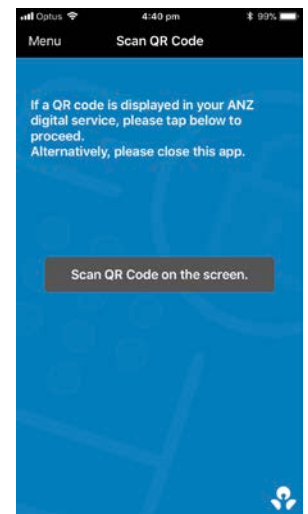 Optus 4:40 pm 99%
Menu Scan QR Code
If a QR code is displayed in your ANZ
digital service, please tap below to
proceed.
Alternatively, please close this app.
Scan QR Code on the screen.